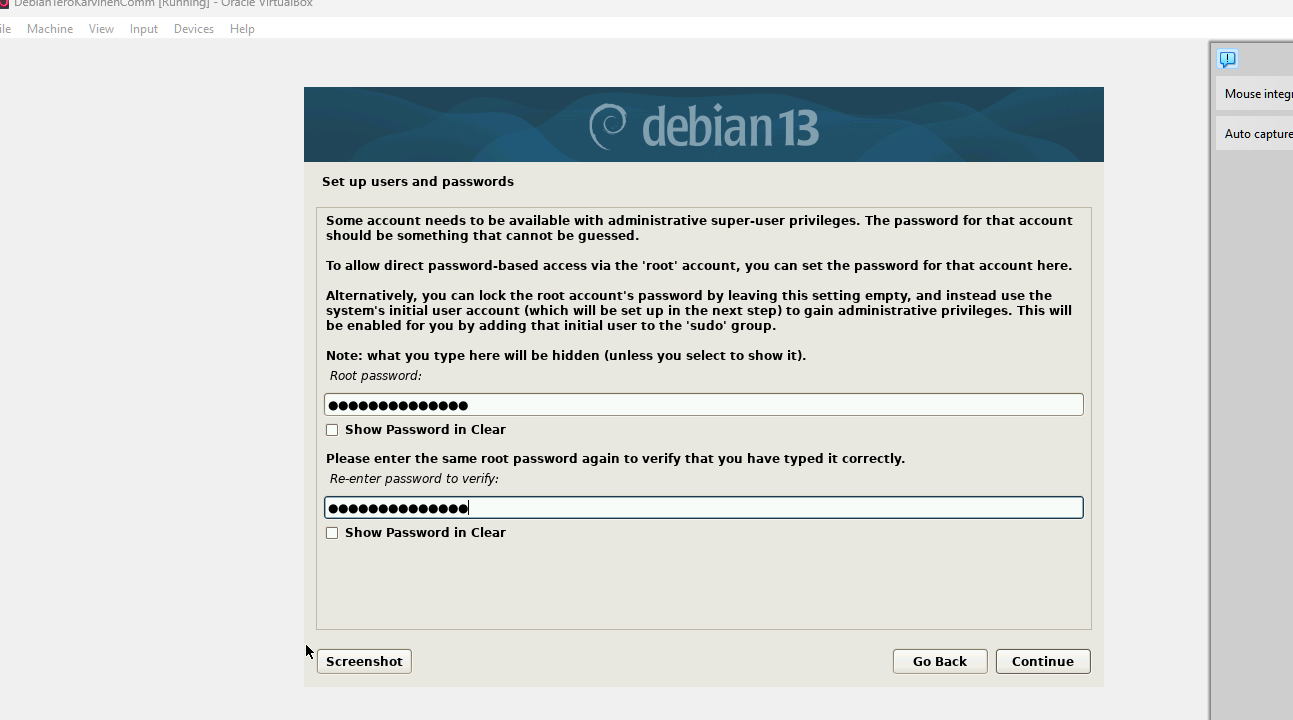 DebianTeroKarvinenComm [Running] - Oracle VirtualBox
ile Machine View Input Devices Help
Mouse integr
Auto capture
debian 13
Set up users and passwords
Some account needs to be available with administrative super-user privileges. The password for that account
should be something that cannot be guessed.
To allow direct password-based access via the 'root' account, you can set the password for that account here.
Alternatively, you can lock the root account's password by leaving this setting empty, and instead use the
system's initial user account (which will be set up in the next step) to gain administrative privileges. This will
be enabled for you by adding that initial user to the 'sudo' group.
Note: what you type here will be hidden (unless you select to show it).
Root password:
●●●●●●●●●●●●●●
Show Password in Clear
Please enter the same root password again to verify that you have typed it correctly.
Re-enter password to verify:
●●●●●●●●●●●●●●
Show Password in Clear
Screenshot Go Back Continue